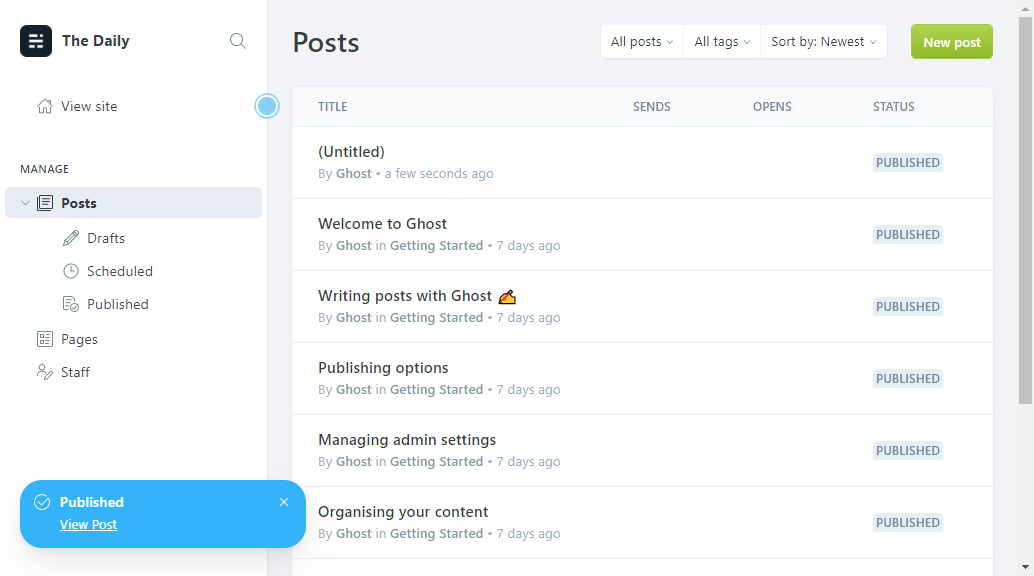 The Daily
View site
MANAGE
Posts
Drafts
Scheduled
Published
Pages
Staff
Published
View Post
Posts
All posts
All tags
Sort by: Newest
New post
TITLE SENDS OPENS STATUS
(Untitled)
By Ghost • a few seconds ago
PUBLISHED
Welcome to Ghost
By Ghost in Getting Started • 7 days ago
PUBLISHED
Writing posts with Ghost ✍
By Ghost in Getting Started • 7 days ago
PUBLISHED
Publishing options
By Ghost in Getting Started • 7 days ago
PUBLISHED
Managing admin settings
By Ghost in Getting Started • 7 days ago
PUBLISHED
Organising your content
By Ghost in Getting Started • 7 days ago
PUBLISHED